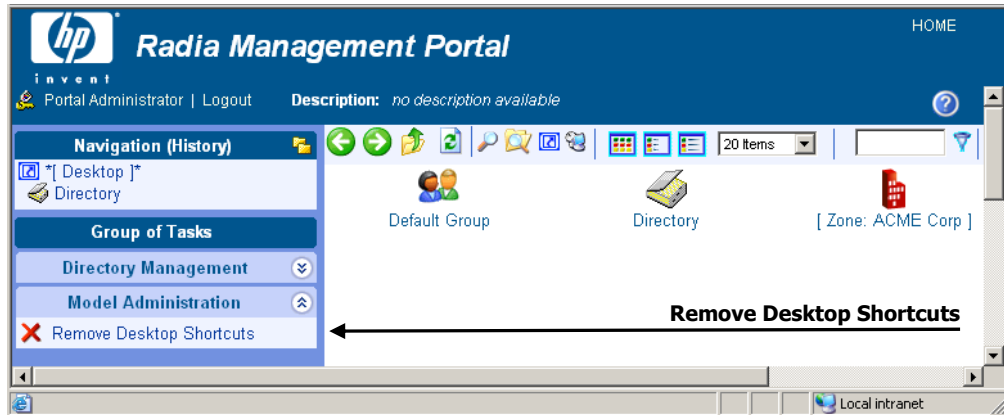 hp
invent
Radia Management Portal
HOME
Portal Administrator | Logout
Description: no description available
?
Navigation (History)
*[ Desktop ]*
Directory
20 Items
Default Group
Directory
[ Zone: ACME Corp ]
Group of Tasks
Directory Management
Model Administration
Remove Desktop Shortcuts
Remove Desktop Shortcuts
Local intranet